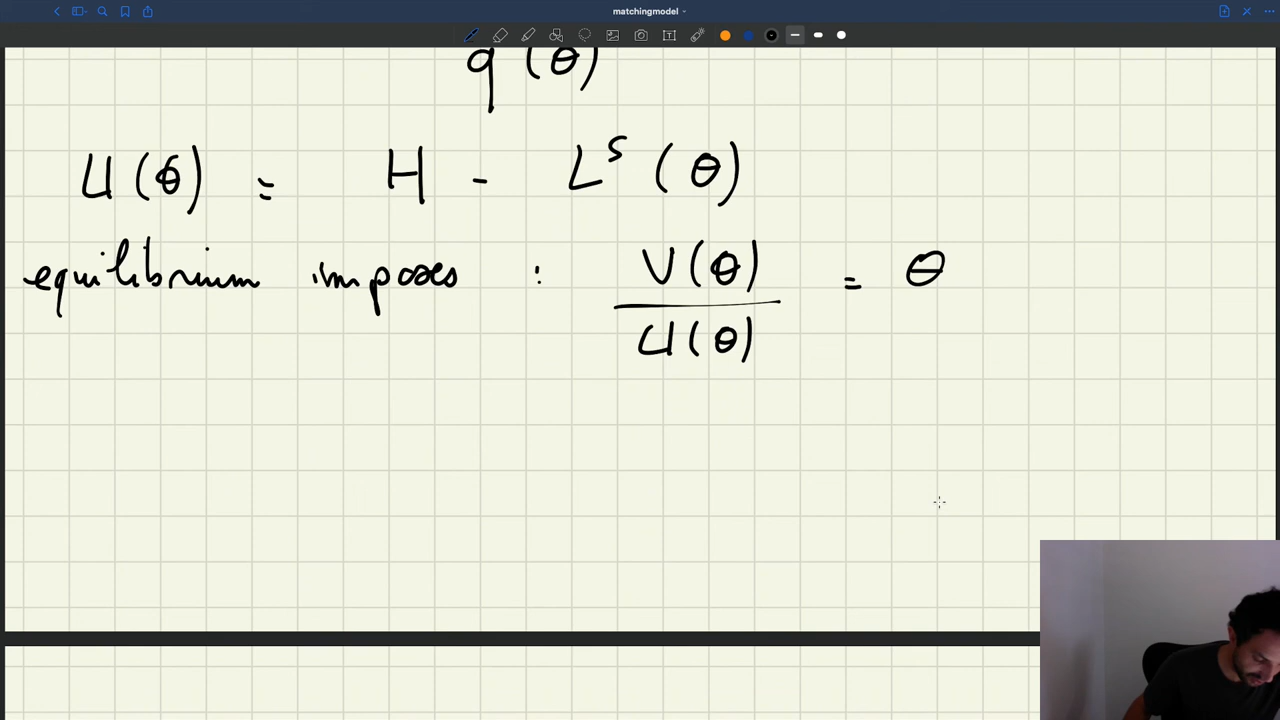 matchingmodel
q (θ)
U(θ) = H - L^s (θ)
equilibrium imposes : V(θ) / U(θ) = θ